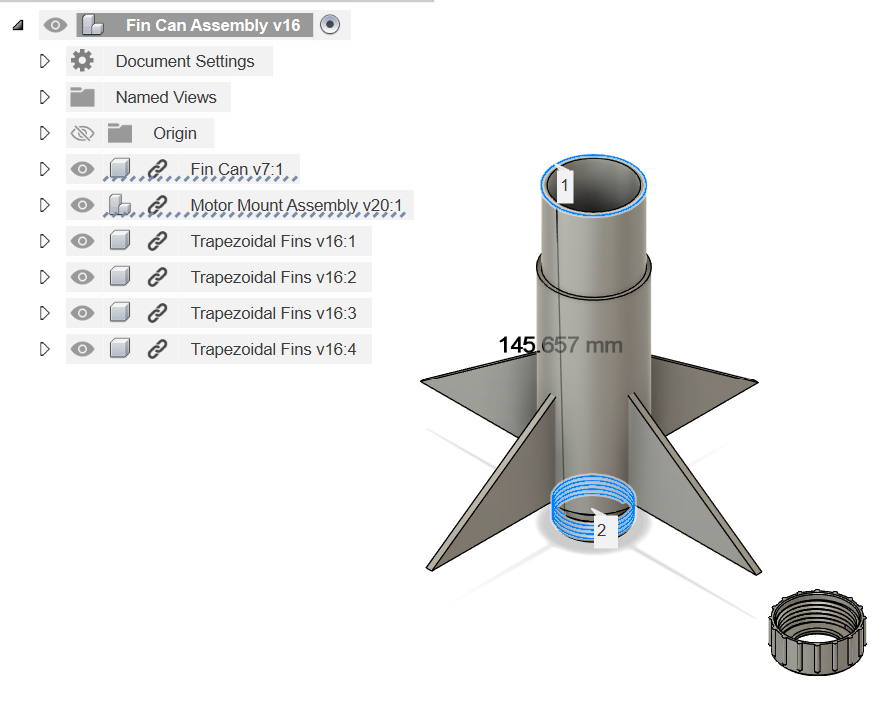 Fin Can Assembly v16
Document Settings
Named Views
Origin
Fin Can v7:1
Motor Mount Assembly v20:1
Trapezoidal Fins v16:1
Trapezoidal Fins v16:2
Trapezoidal Fins v16:3
Trapezoidal Fins v16:4
1
145.657 mm
2